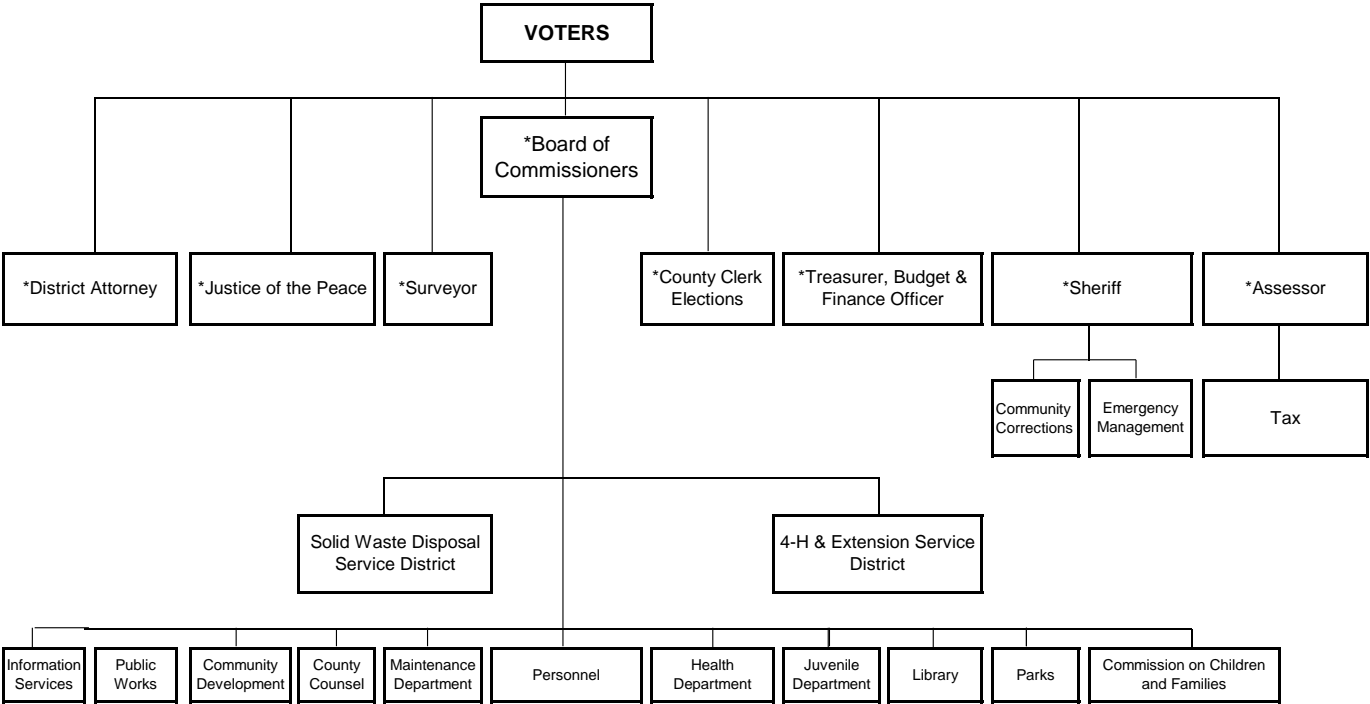 VOTERS
*Board of
Commissioners
*District Attorney
*Justice of the Peace
*Surveyor
*County Clerk
Elections
*Treasurer, Budget &
Finance Officer
*Sheriff
*Assessor
Community
Corrections
Emergency
Management
Tax
Solid Waste Disposal
Service District
4-H & Extension Service
District
Information
Services
Public
Works
Community
Development
County
Counsel
Maintenance
Department
Personnel
Health
Department
Juvenile
Department
Library
Parks
Commission on Children
and Families